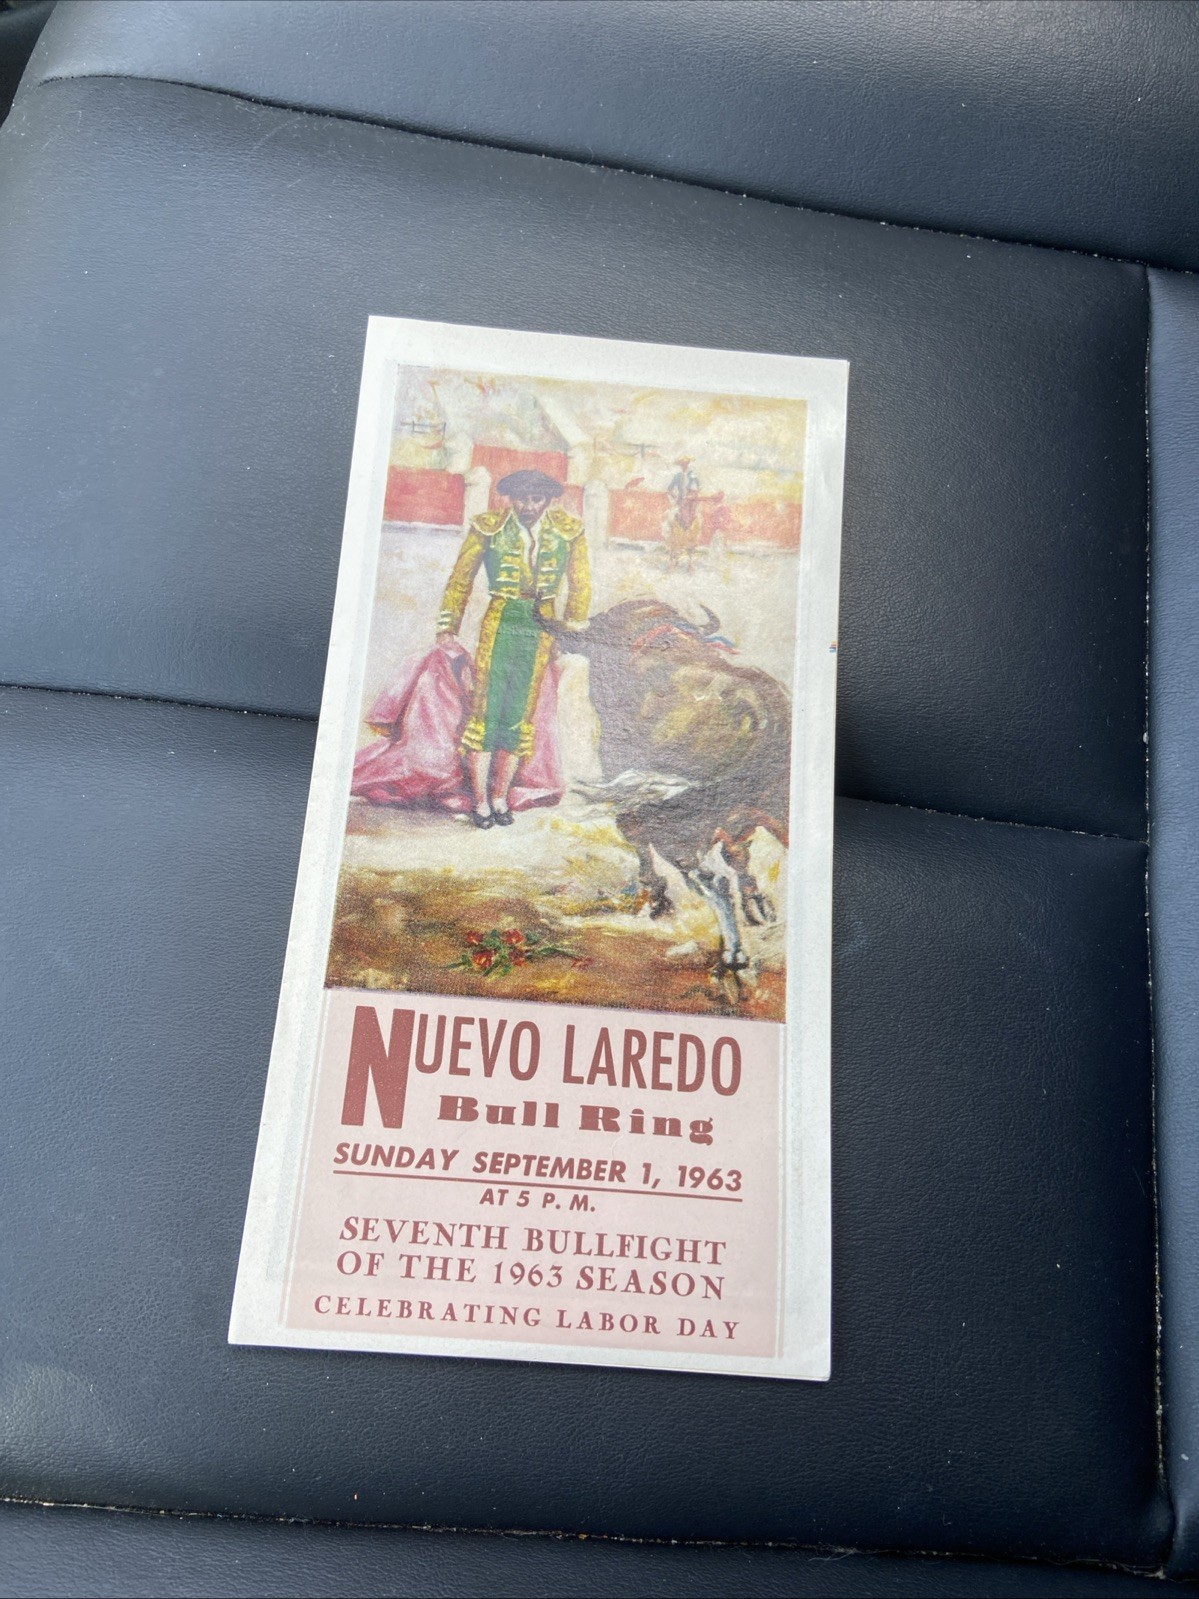 NUEVO LAREDO
Bull Ring
SUNDAY SEPTEMBER 1, 1963
AT 5 P. M.
SEVENTH BULLFIGHT
OF THE 1963 SEASON
CELEBRATING LABOR DAY